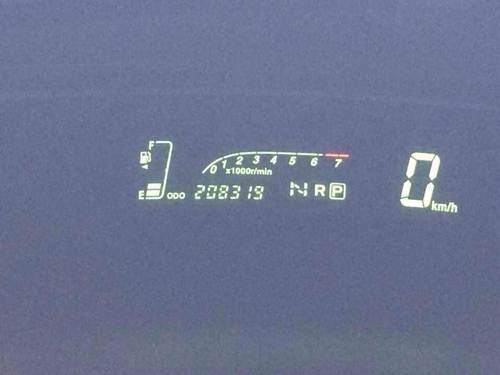 F
0 1 2 3 4 5 6 7
x1000r/min
E ODO 208319 N R P
0 km/h